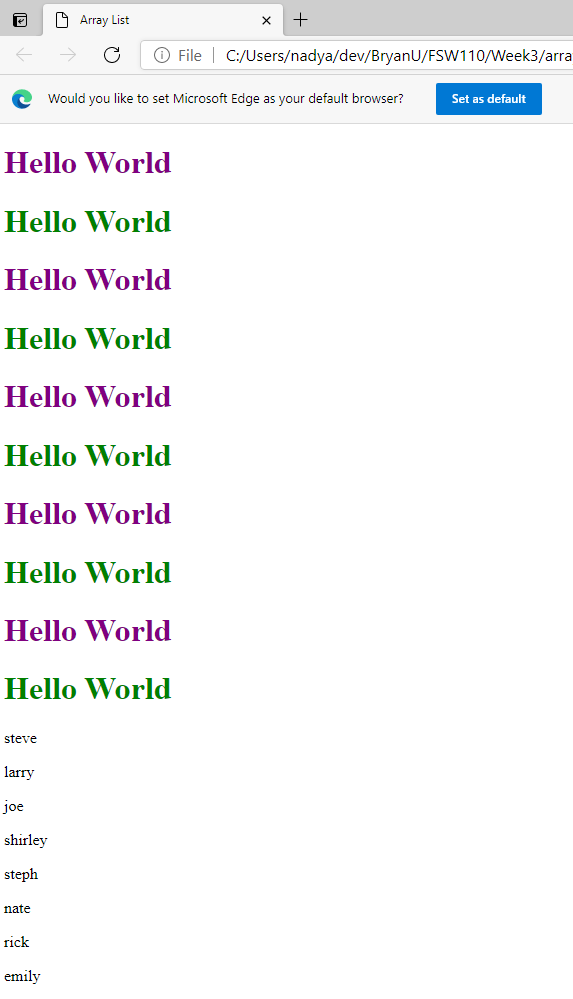 Array List
File C:/Users/nadya/dev/BryanU/FSW110/Week3/arra
Would you like to set Microsoft Edge as your default browser? Set as default
Hello World
Hello World
Hello World
Hello World
Hello World
Hello World
Hello World
Hello World
Hello World
Hello World
steve
larry
joe
shirley
steph
nate
rick
emily